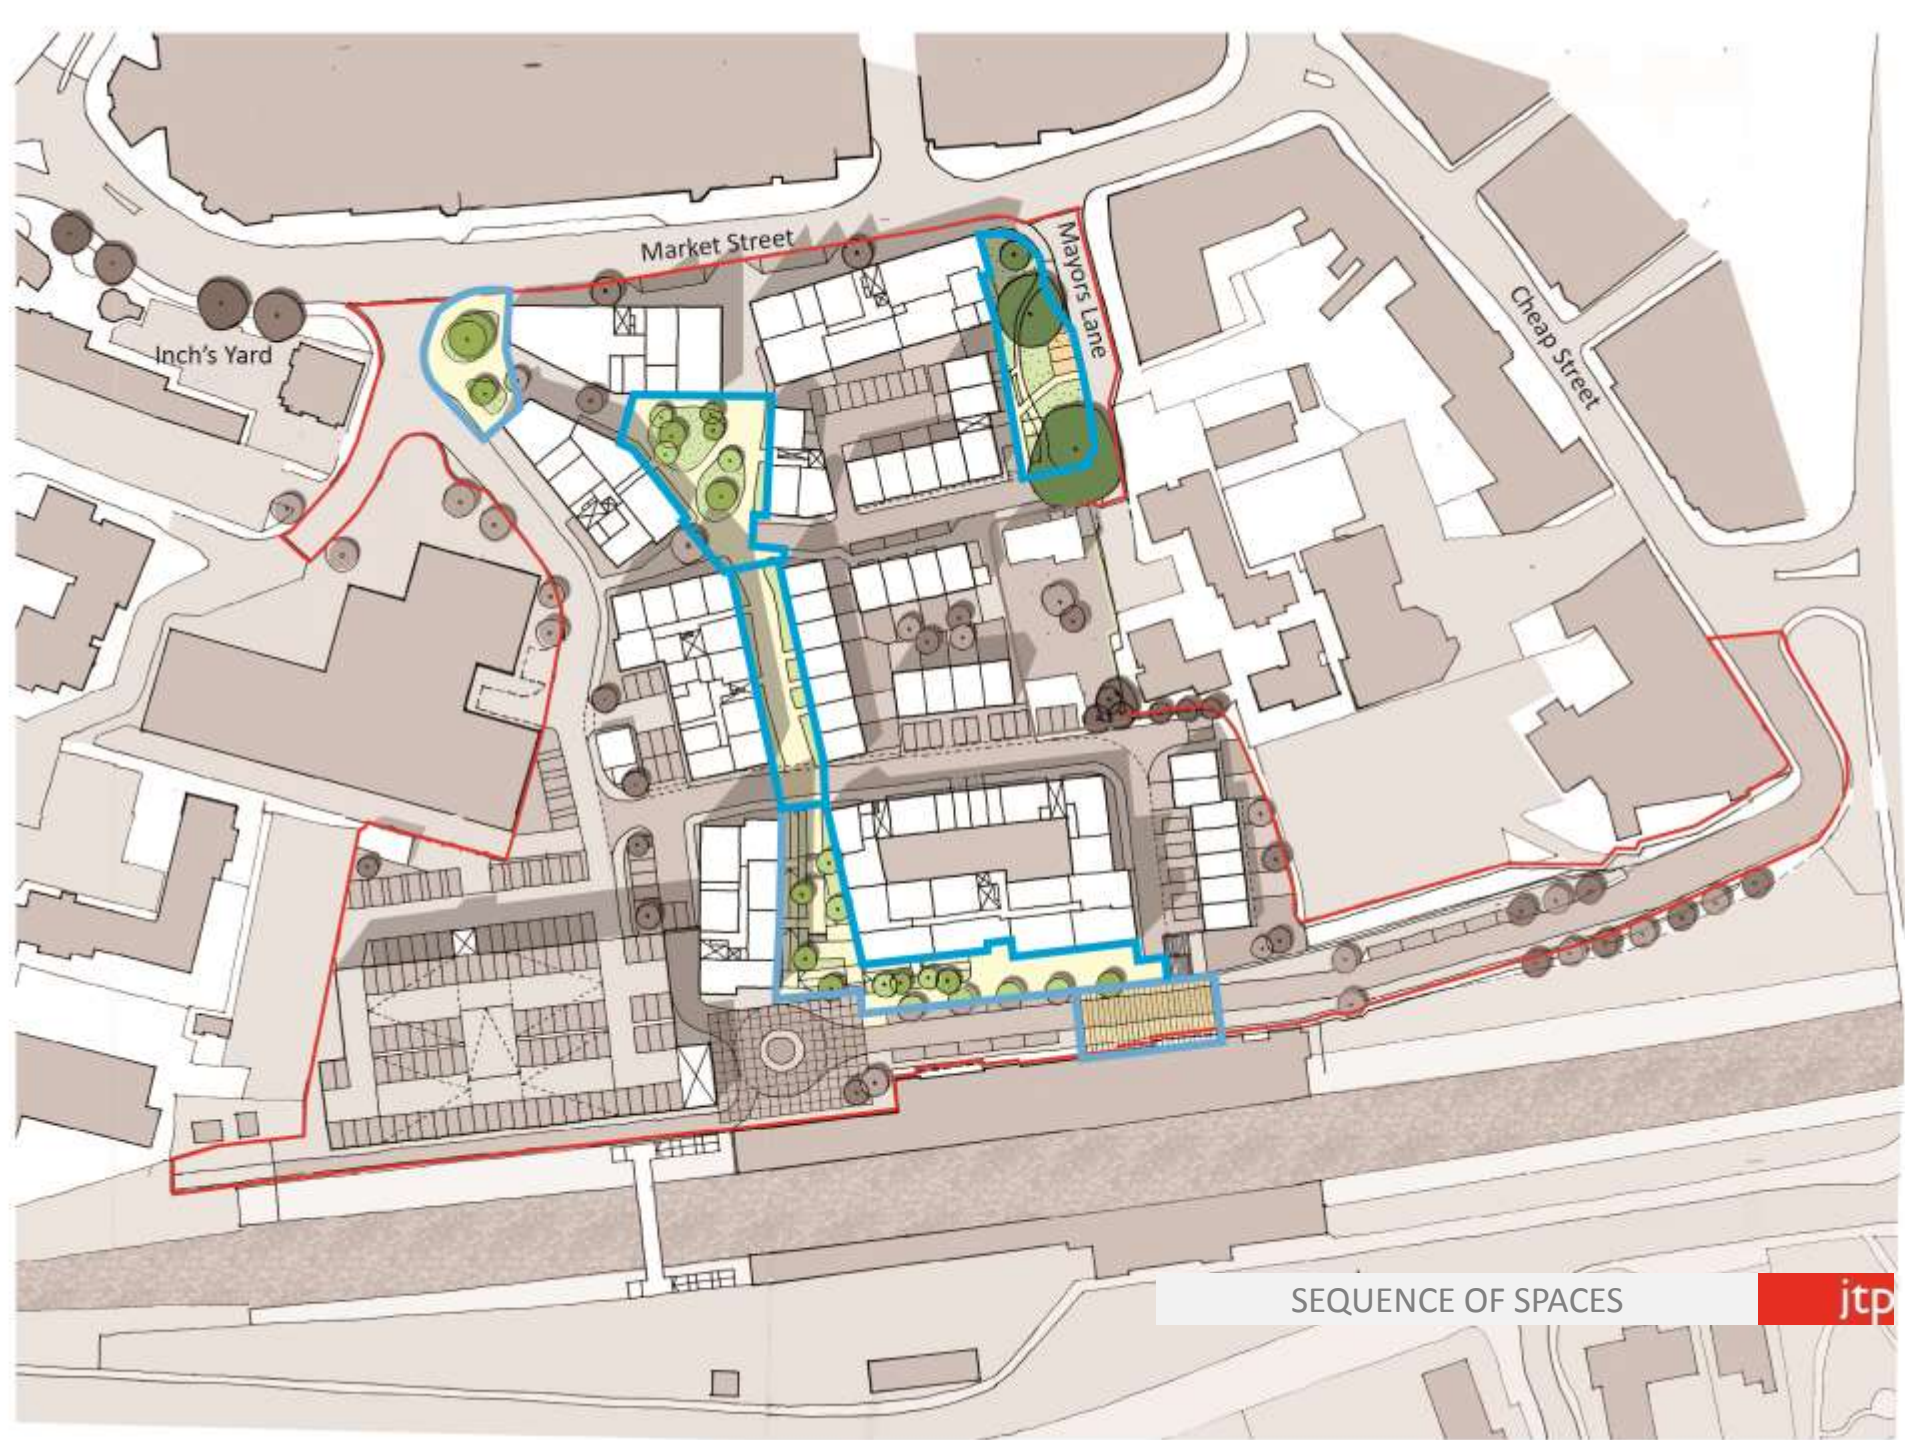 Market Street
Mayors Lane
Inch's Yard
Cheap Street
SEQUENCE OF SPACES
jtp